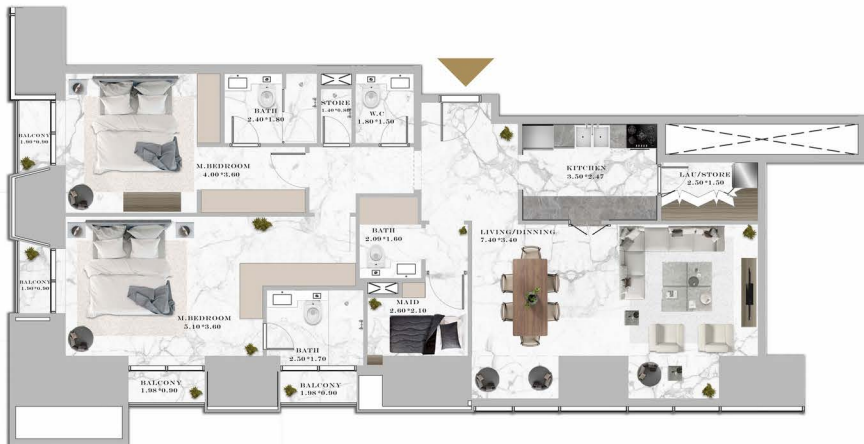 BATH
2.40*1.80
STORE
1.40*0.80
W.C
1.80*1.50
BALCONY
1.00*0.90
M.BEDROOM
4.00*3.60
KITCHEN
3.50*2.47
LAU/STORE
2.50*1.50
BATH
2.09*1.60
LIVING/DINNING
7.40*3.40
BALCONY
1.90*0.90
M.BEDROOM
5.10*3.60
MAID
2.60*2.10
BATH
2.50*1.70
BALCONY
1.98*0.90
BALCONY
1.98*0.90